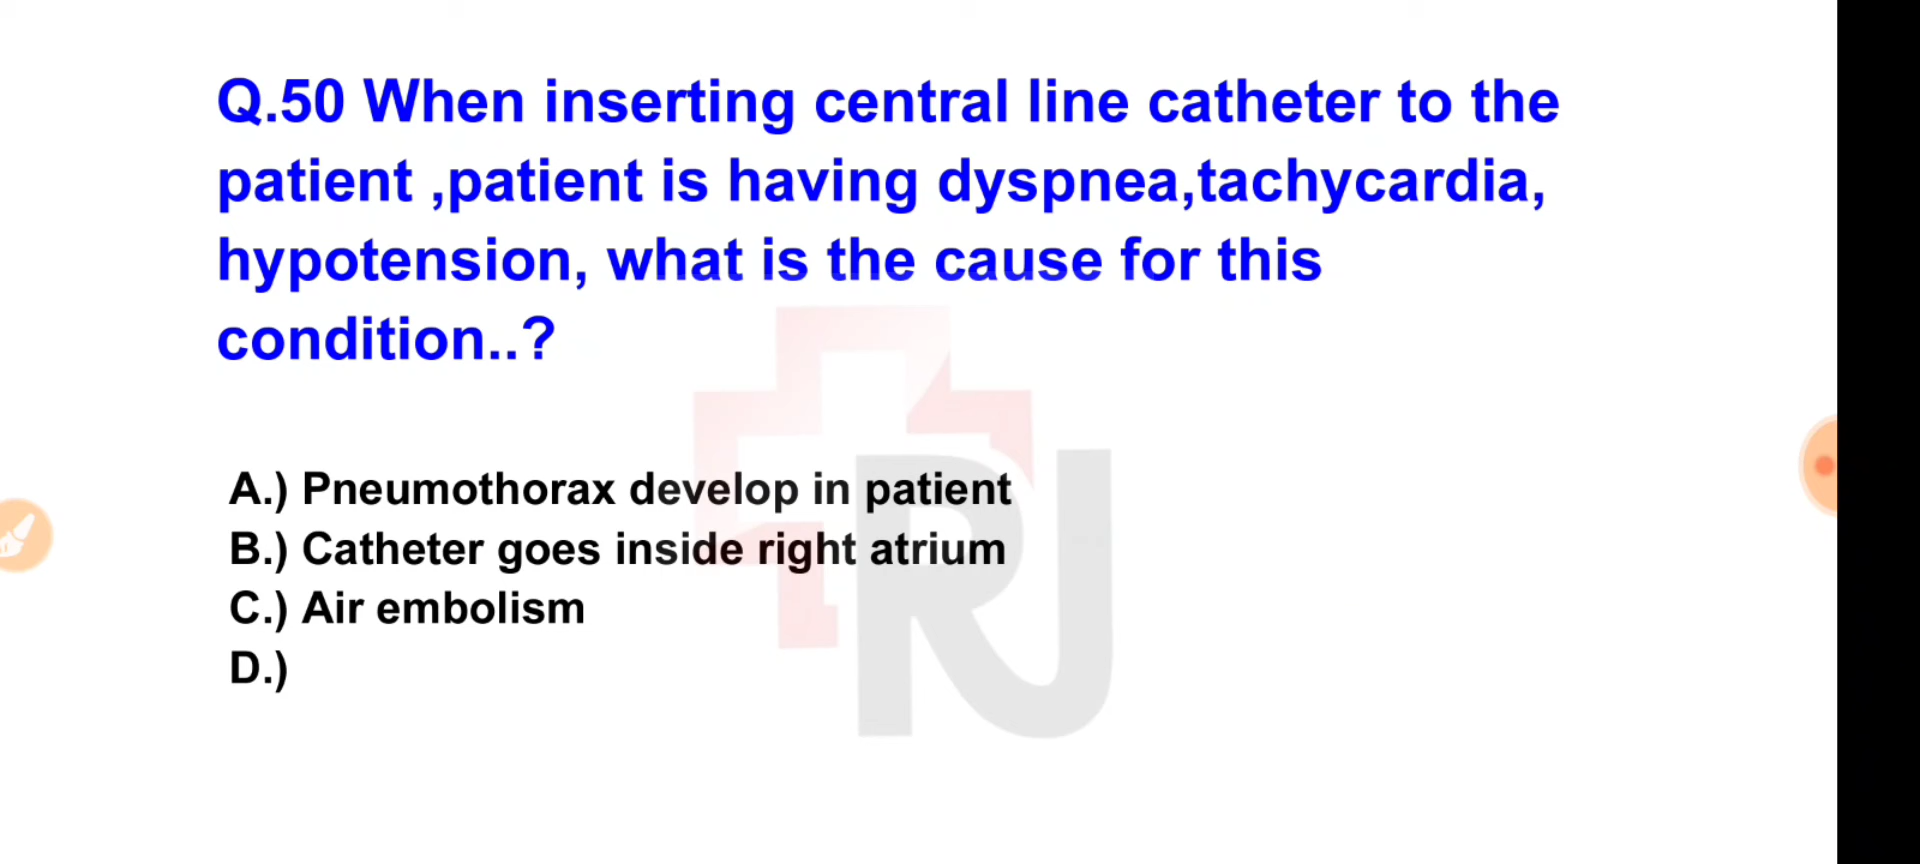 Q.50 When inserting central line catheter to the
patient ,patient is having dyspnea,tachycardia,
hypotension, what is the cause for this
condition..?
A.) Pneumothorax develop in patient
B.) Catheter goes inside right atrium
C.) Air embolism
D.)
RJ